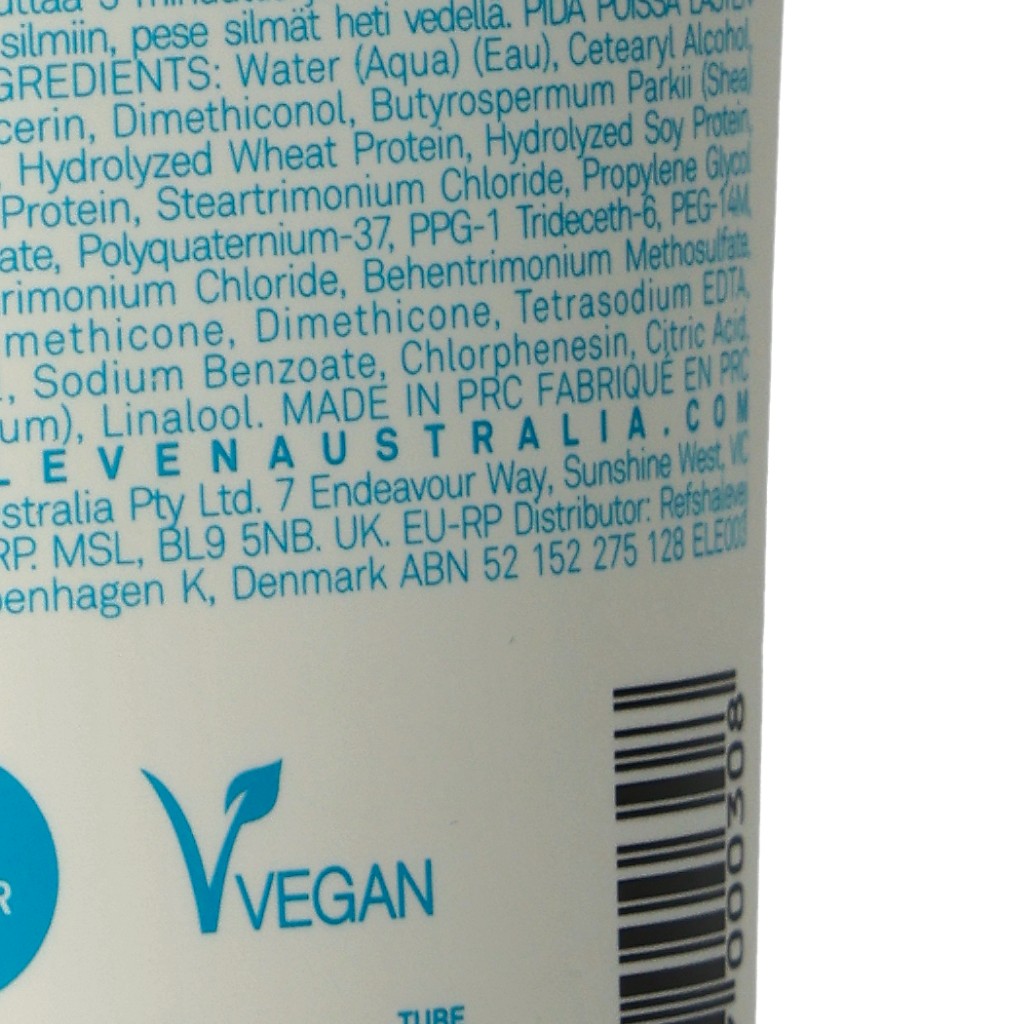 silmiin, pese silmät heti vedellä. PIDÄ POISSA LASTEN
GREDIENTS: Water (Aqua) (Eau), Cetearyl Alcohol,
cerin, Dimethiconol, Butyrospermum Parkii (Shea)
, Hydrolyzed Wheat Protein, Hydrolyzed Soy Protein,
Protein, Steartrimonium Chloride, Propylene Glycol
ate, Polyquaternium-37, PPG-1 Trideceth-6, PEG-14M,
rimonium Chloride, Behentrimonium Methosulfate,
methicone, Dimethicone, Tetrasodium EDTA,
, Sodium Benzoate, Chlorphenesin, Citric Acid,
um), Linalool. MADE IN PRC FABRIQUÉ EN PRC
LEVENAUSTRALIA.COM
stralia Pty Ltd. 7 Endeavour Way, Sunshine West, VIC
RP. MSL, BL9 5NB. UK. EU-RP Distributor: Refshalevej
penhagen K, Denmark ABN 52 152 275 128 ELE003
R
VEGAN
TUBE
000308